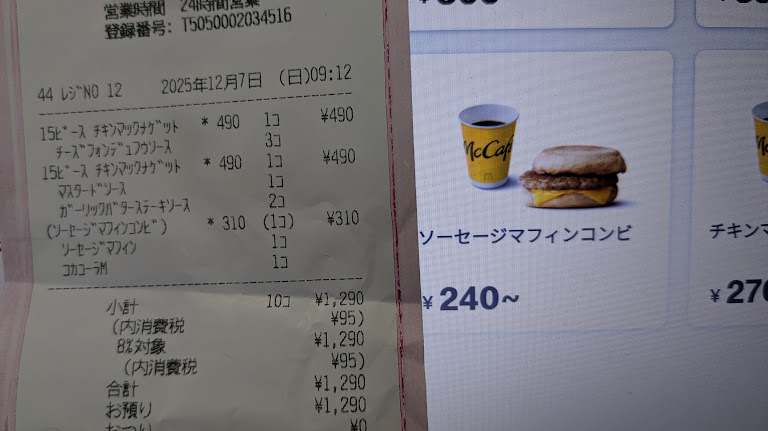 営業時間 24時間営業
登録番号: T5050002034516
44 ﾚｼﾞNO 12 2025年12月7日 (日)09:12
15ﾋﾟｰｽ ﾁｷﾝﾏｯｸﾅｹﾞｯﾄ * 490 1コ ¥490
ﾁｰｽﾞﾌｫﾝﾃﾞｭﾌｳｿｰｽ 3コ
15ﾋﾟｰｽ ﾁｷﾝﾏｯｸﾅｹﾞｯﾄ * 490 1コ ¥490
ﾏｽﾀｰﾄﾞｿｰｽ 1コ
ｶﾞｰﾘｯｸﾊﾞﾀｰｽﾃｰｷｿｰｽ 2コ
(ｿｰｾｰｼﾞﾏﾌｨﾝｺﾝﾋﾞ) * 310 (1コ) ¥310
ｿｰｾｰｼﾞﾏﾌｨﾝ 1コ
ｺｶｺｰﾗM 1コ
小計 10コ ¥1,290
(内消費税 ¥95)
8%対象 ¥1,290
(内消費税 ¥95)
合計 ¥1,290
お預り ¥1,290
おつり ¥0
McCafé
ソーセージマフィンコンビ
¥ 240~
チキンマ
¥ 270